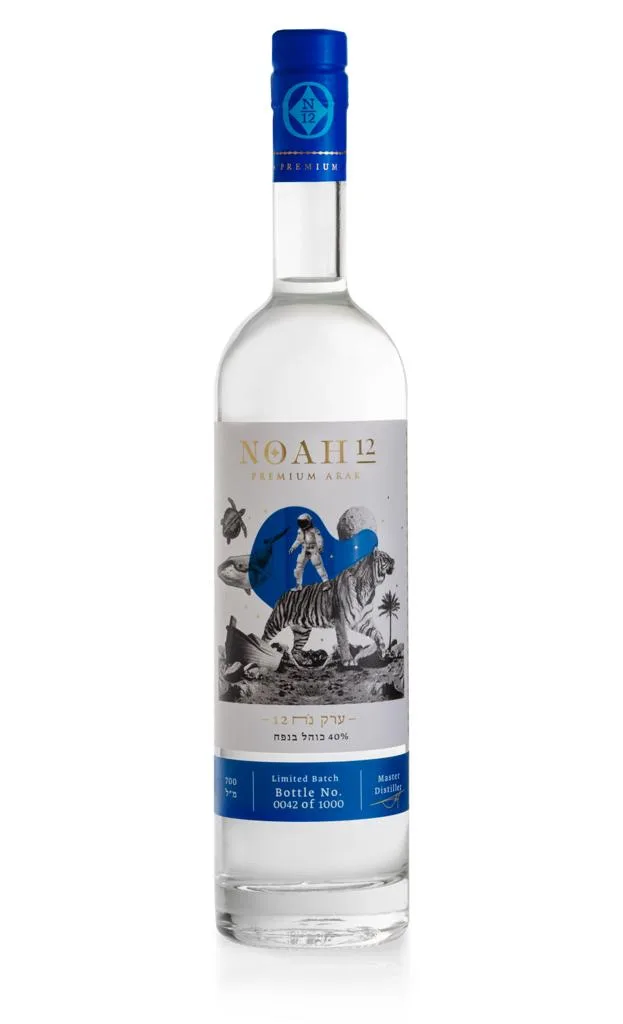 N
12
PREMIUM
NOAH 12
PREMIUM ARAK
– ערק נֹח 12 –
40% כוהל בנפח
700
מ״ל
Limited Batch
Bottle No.
0042 of 1000
Master
Distiller